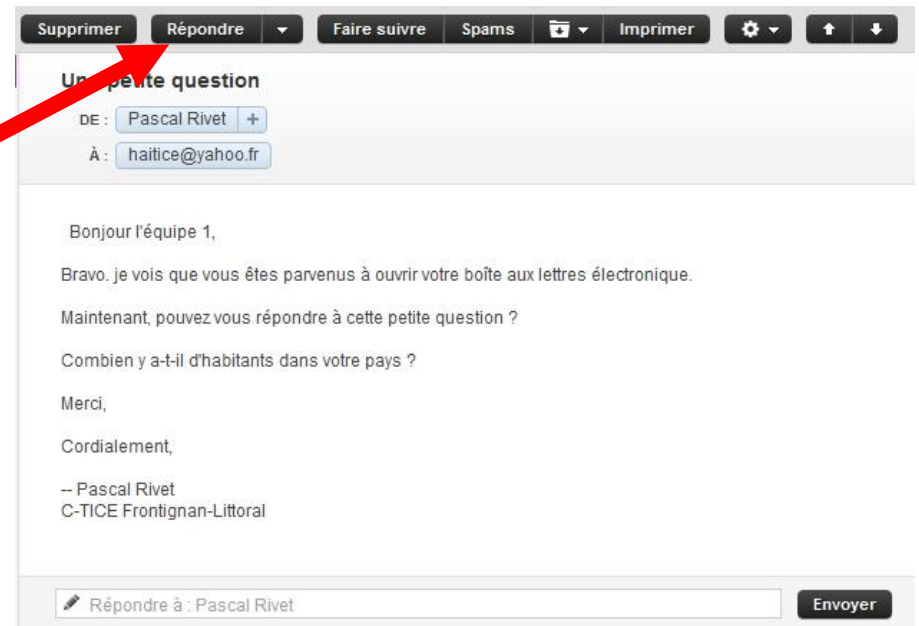 Supprimer Répondre Faire suivre Spams Imprimer
Une petite question
DE : Pascal Rivet +
À : haitice@yahoo.fr
Bonjour l'équipe 1,
Bravo. je vois que vous êtes parvenus à ouvrir votre boîte aux lettres électronique.
Maintenant, pouvez vous répondre à cette petite question ?
Combien y a-t-il d'habitants dans votre pays ?
Merci,
Cordialement,
-- Pascal Rivet
C-TICE Frontignan-Littoral
Répondre à : Pascal Rivet Envoyer